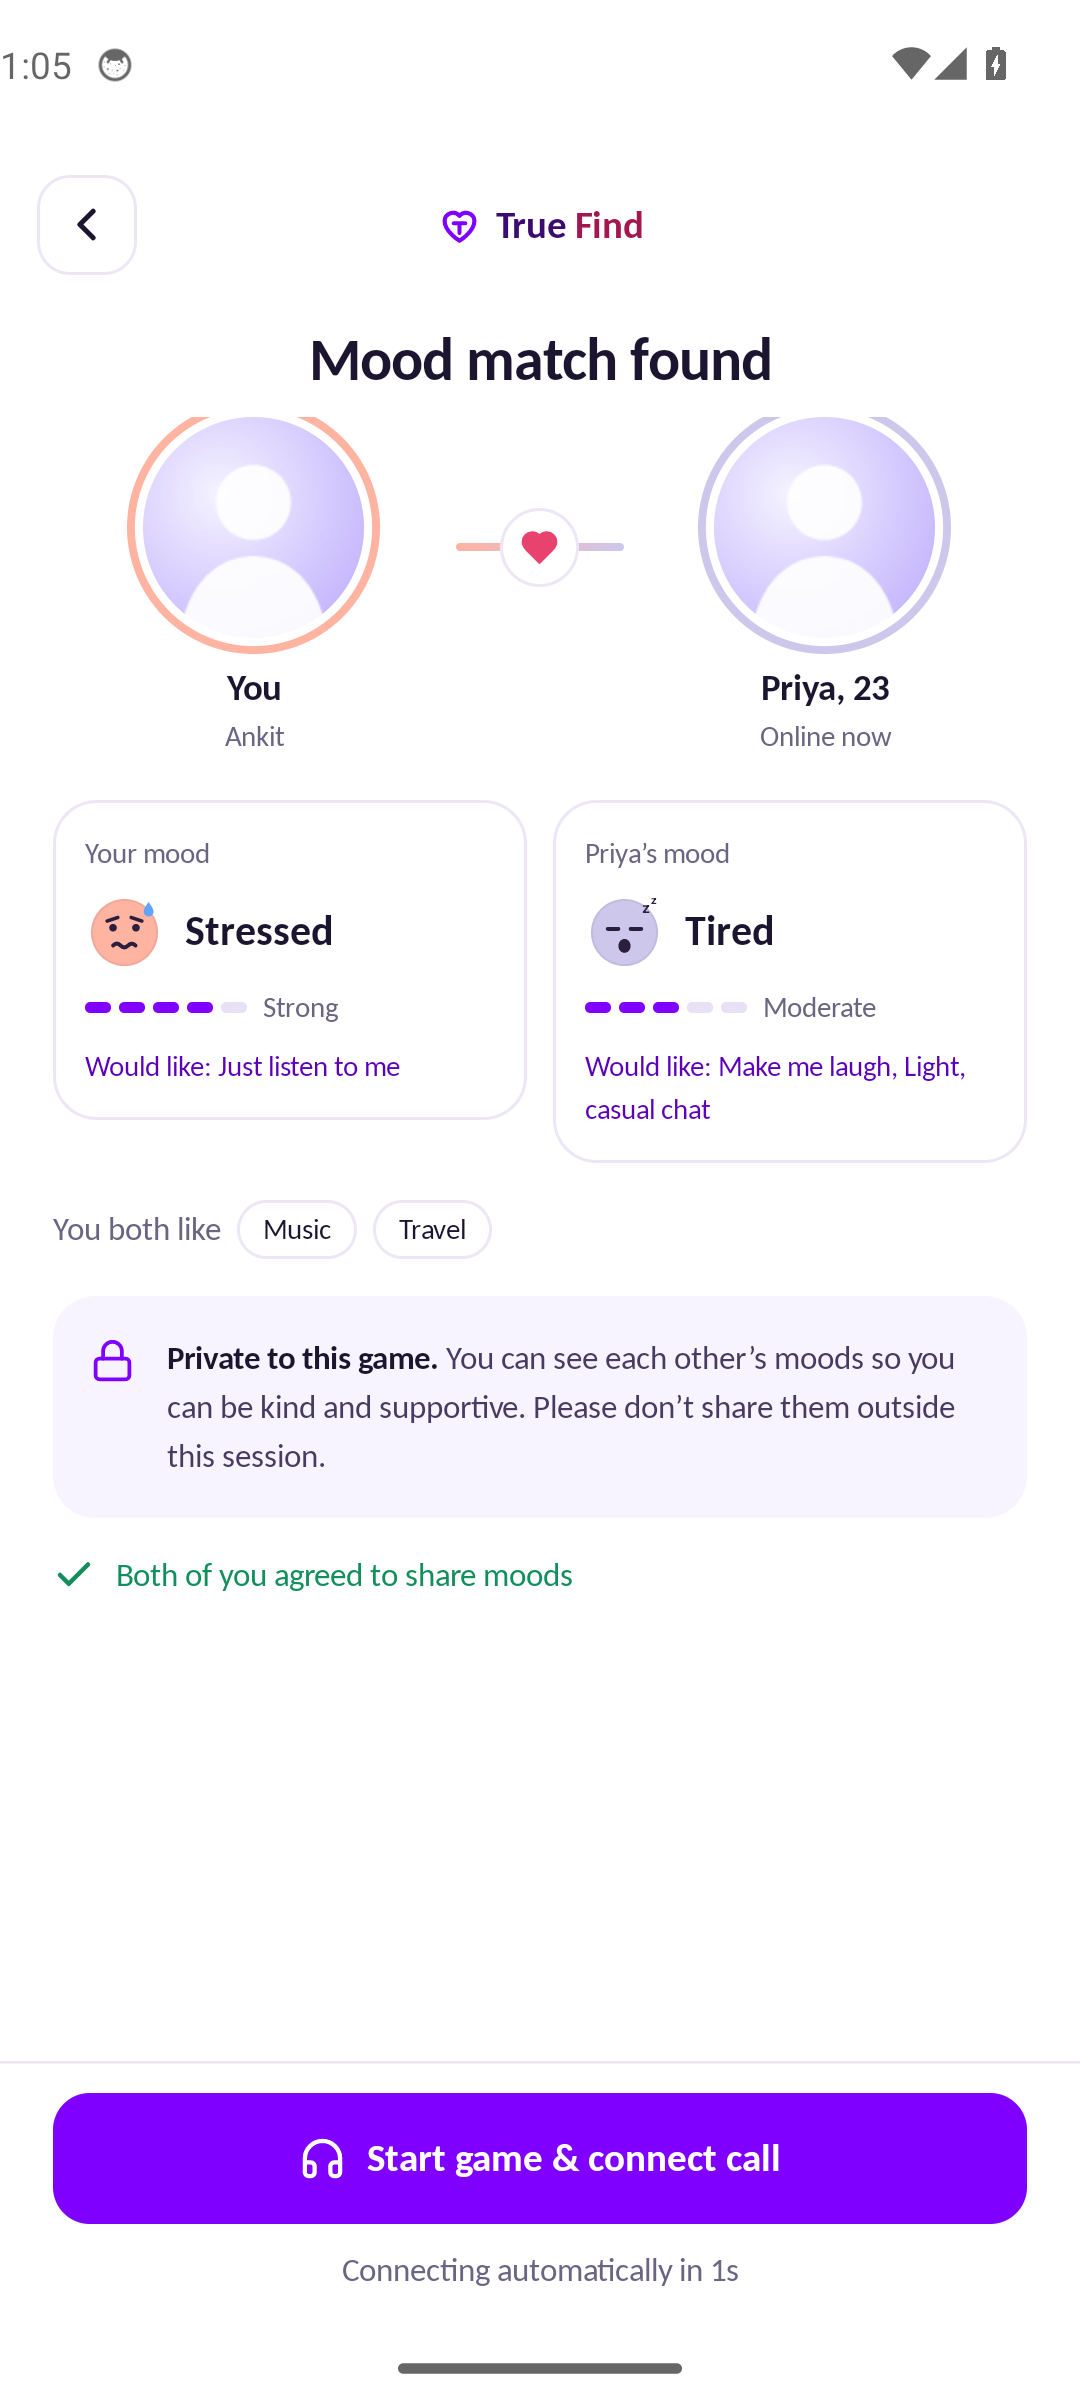 1:05
True Find
Mood match found
You
Priya, 23
Ankit
Online now
Your mood
Priya’s mood
Stressed
z z
Tired
Strong
Moderate
Would like: Just listen to me
Would like: Make me laugh, Light,
casual chat
You both like
Music
Travel
Private to this game. You can see each other’s moods so you
can be kind and supportive. Please don’t share them outside
this session.
Both of you agreed to share moods
Start game & connect call
Connecting automatically in 1s